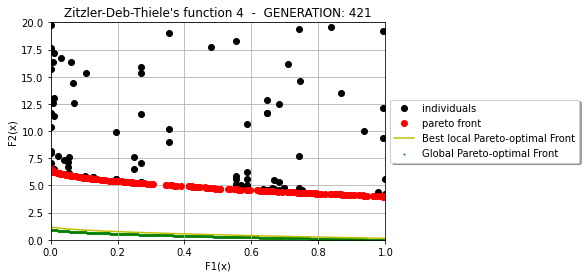 Zitzler-Deb-Thiele's function 4  -  GENERATION: 421
20.0
17.5
15.0
12.5
10.0
7.5
5.0
2.5
0.0
F2(x)
0.0 0.2 0.4 0.6 0.8 1.0
F1(x)
individuals
pareto front
Best local Pareto-optimal Front
Global Pareto-optimal Front